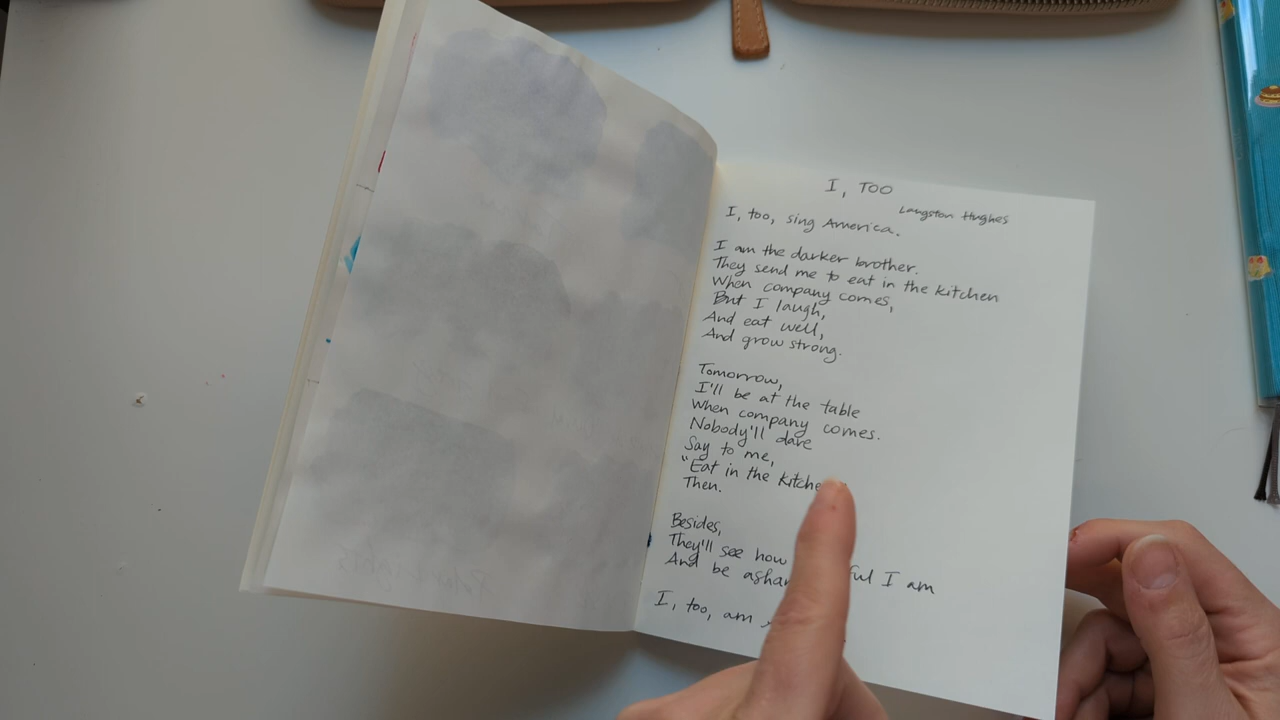 I, TOO
Langston Hughes
I, too, sing America.
I am the darker brother.
They send me to eat in the kitchen
When company comes,
But I laugh,
And eat well,
And grow strong.
Tomorrow,
I'll be at the table
When company comes.
Nobody'll dare
Say to me,
"Eat in the
Then.
Besides,
They'll see how I am
And be
I, too, am